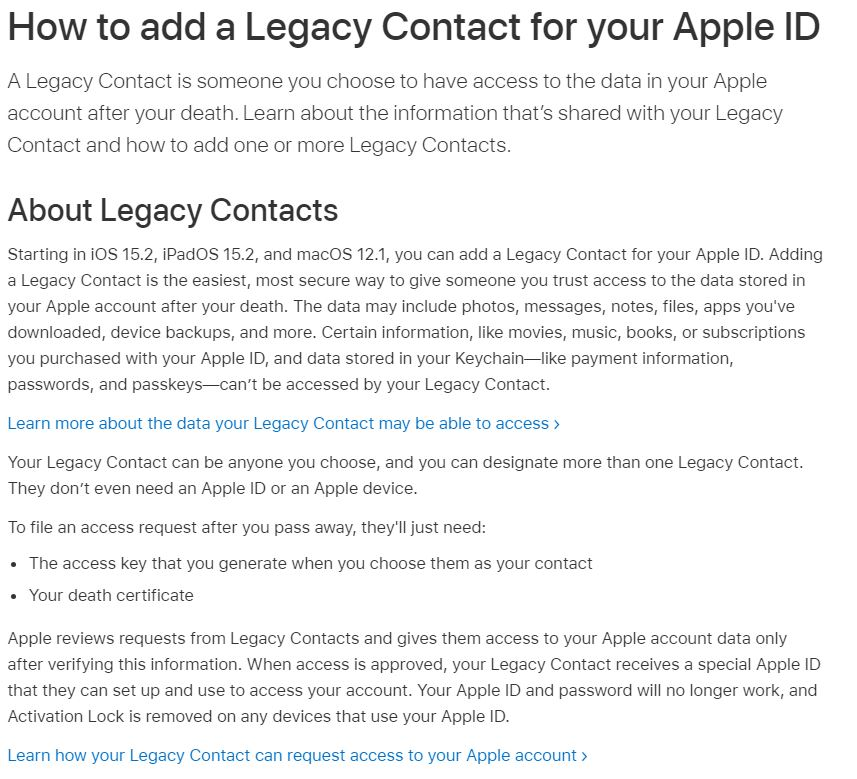 How to add a Legacy Contact for your Apple ID
A Legacy Contact is someone you choose to have access to the data in your Apple
account after your death. Learn about the information that’s shared with your Legacy
Contact and how to add one or more Legacy Contacts.
About Legacy Contacts
Starting in iOS 15.2, iPadOS 15.2, and macOS 12.1, you can add a Legacy Contact for your Apple ID. Adding
a Legacy Contact is the easiest, most secure way to give someone you trust access to the data stored in
your Apple account after your death. The data may include photos, messages, notes, files, apps you've
downloaded, device backups, and more. Certain information, like movies, music, books, or subscriptions
you purchased with your Apple ID, and data stored in your Keychain—like payment information,
passwords, and passkeys—can’t be accessed by your Legacy Contact.
Learn more about the data your Legacy Contact may be able to access ›
Your Legacy Contact can be anyone you choose, and you can designate more than one Legacy Contact.
They don’t even need an Apple ID or an Apple device.
To file an access request after you pass away, they'll just need:
• The access key that you generate when you choose them as your contact
• Your death certificate
Apple reviews requests from Legacy Contacts and gives them access to your Apple account data only
after verifying this information. When access is approved, your Legacy Contact receives a special Apple ID
that they can set up and use to access your account. Your Apple ID and password will no longer work, and
Activation Lock is removed on any devices that use your Apple ID.
Learn how your Legacy Contact can request access to your Apple account ›